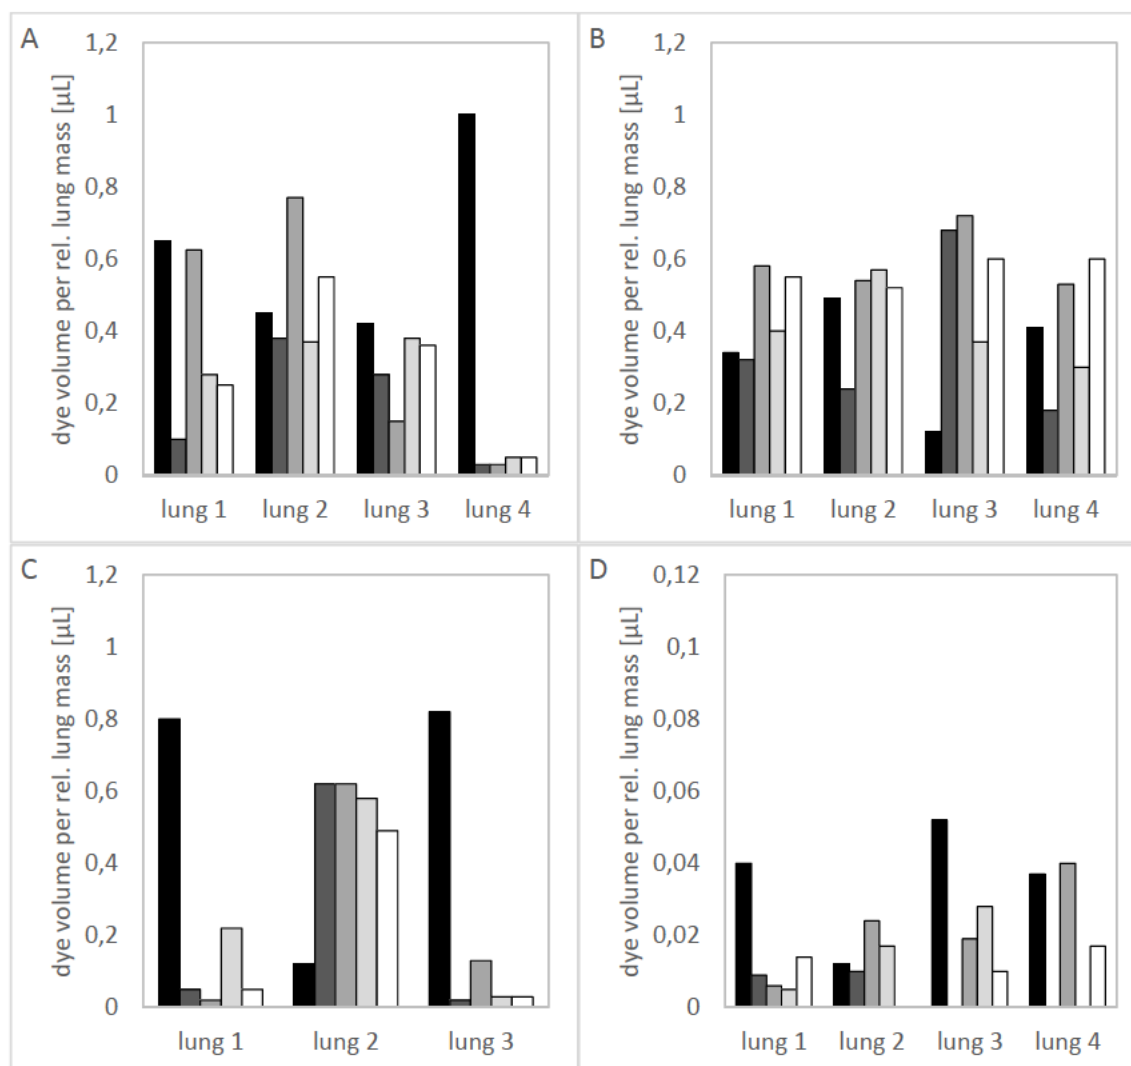 A
dye volume per rel. lung mass [µL]
1,2
1
0,8
0,6
0,4
0,2
0
lung 1 lung 2 lung 3 lung 4
B
dye volume per rel. lung mass [µL]
1,2
1
0,8
0,6
0,4
0,2
0
lung 1 lung 2 lung 3 lung 4
C
dye volume per rel. lung mass [µL]
1,2
1
0,8
0,6
0,4
0,2
0
lung 1 lung 2 lung 3
D
dye volume per rel. lung mass [µL]
0,12
0,1
0,08
0,06
0,04
0,02
0
lung 1 lung 2 lung 3 lung 4